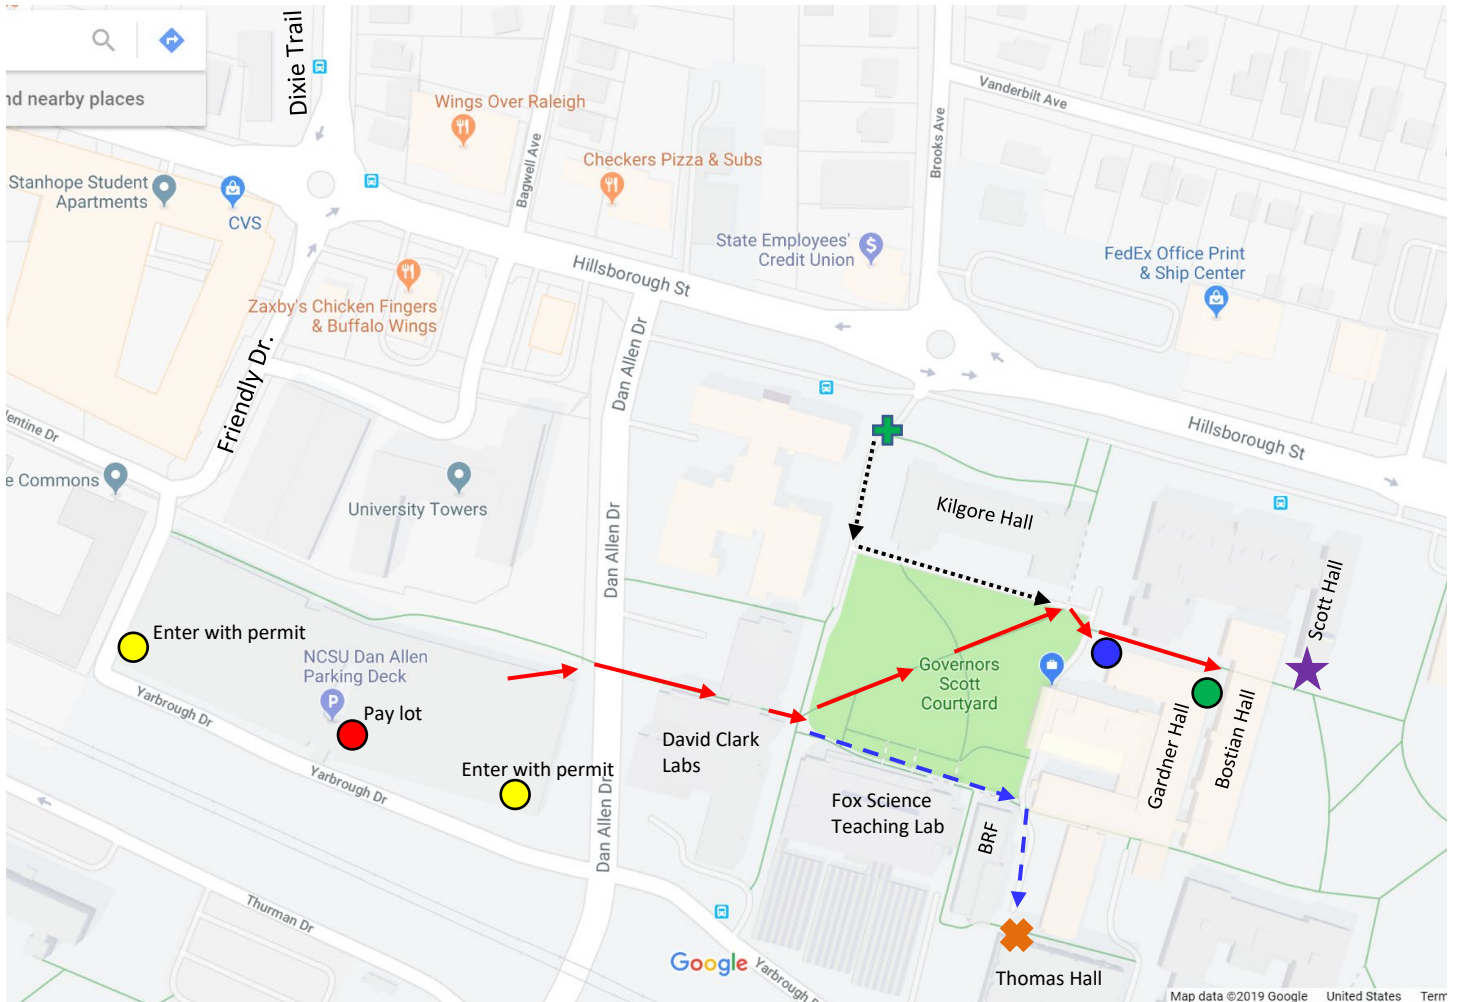 Dixie Trail
nd nearby places
Vanderbilt Ave
Wings Over Raleigh
Brooks Ave
Bagwell Ave
Checkers Pizza & Subs
Stanhope Student
Apartments
CVS
State Employees'
Credit Union
$
FedEx Office Print
& Ship Center
Hillsborough St
Zaxby's Chicken Fingers
& Buffalo Wings
Friendly Dr.
Dan Allen Dr
Hillsborough St
lentine Dr
e Commons
University Towers
Kilgore Hall
Dan Allen Dr
Scott Hall
Enter with permit
NCSU Dan Allen
Parking Deck
P
Governors
Scott
Courtyard
Yarbrough Dr
Pay lot
David Clark
Labs
Gardner Hall
Bostian Hall
Enter with permit
Yarbrough Dr
Dan Allen Dr
Fox Science
Teaching Lab
BRF
Thurman Dr
Google
Yarbrough D
Thomas Hall
Map data ©2019 Google United States Term